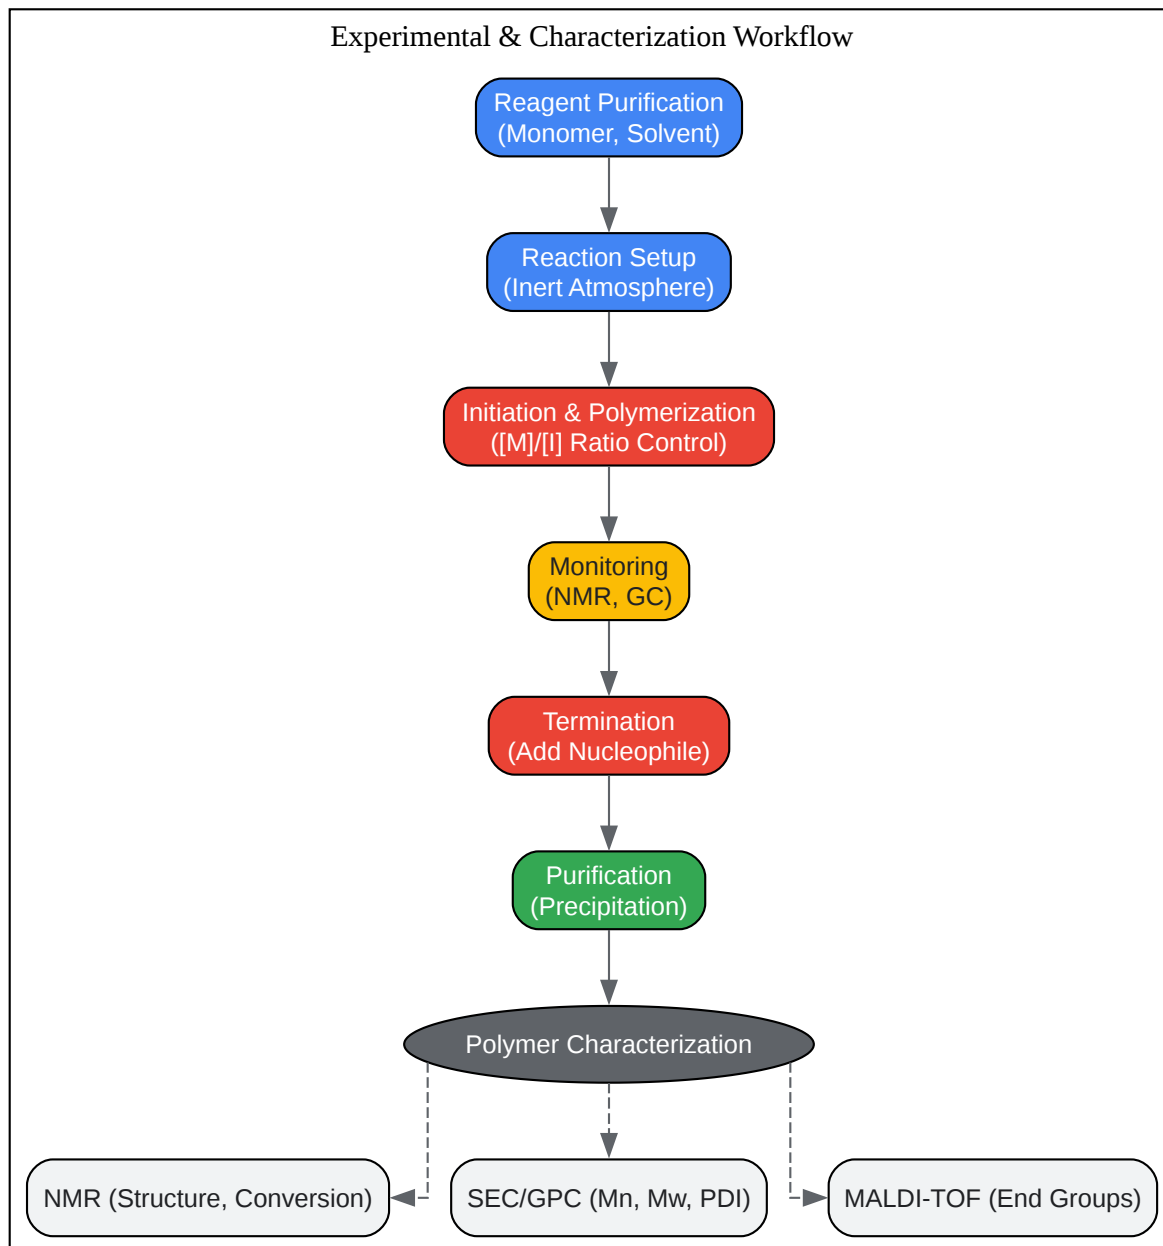 Experimental & Characterization Workflow
Reagent Purification
(Monomer, Solvent)
Reaction Setup
(Inert Atmosphere)
Initiation & Polymerization
([M]/[I] Ratio Control)
Monitoring
(NMR, GC)
Termination
(Add Nucleophile)
Purification
(Precipitation)
Polymer Characterization
NMR (Structure, Conversion)
SEC/GPC (Mn, Mw, PDI)
MALDI-TOF (End Groups)